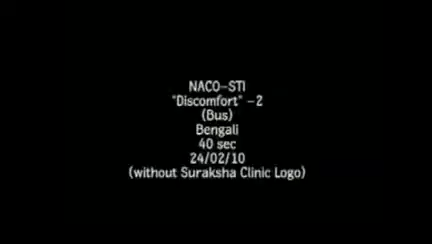 NACO-STI
"Discomfort" -2
(Bus)
Bengali
40 sec
24/02/10
(without Suraksha Clinic Logo)